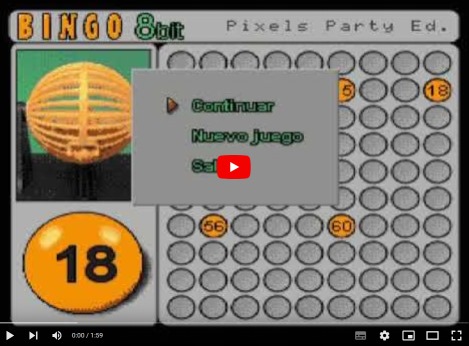 BINGO 8bit
Pixels Party Ed.
Continuar
Nuevo juego
5 18
56 60
18
0:00 / 1:59